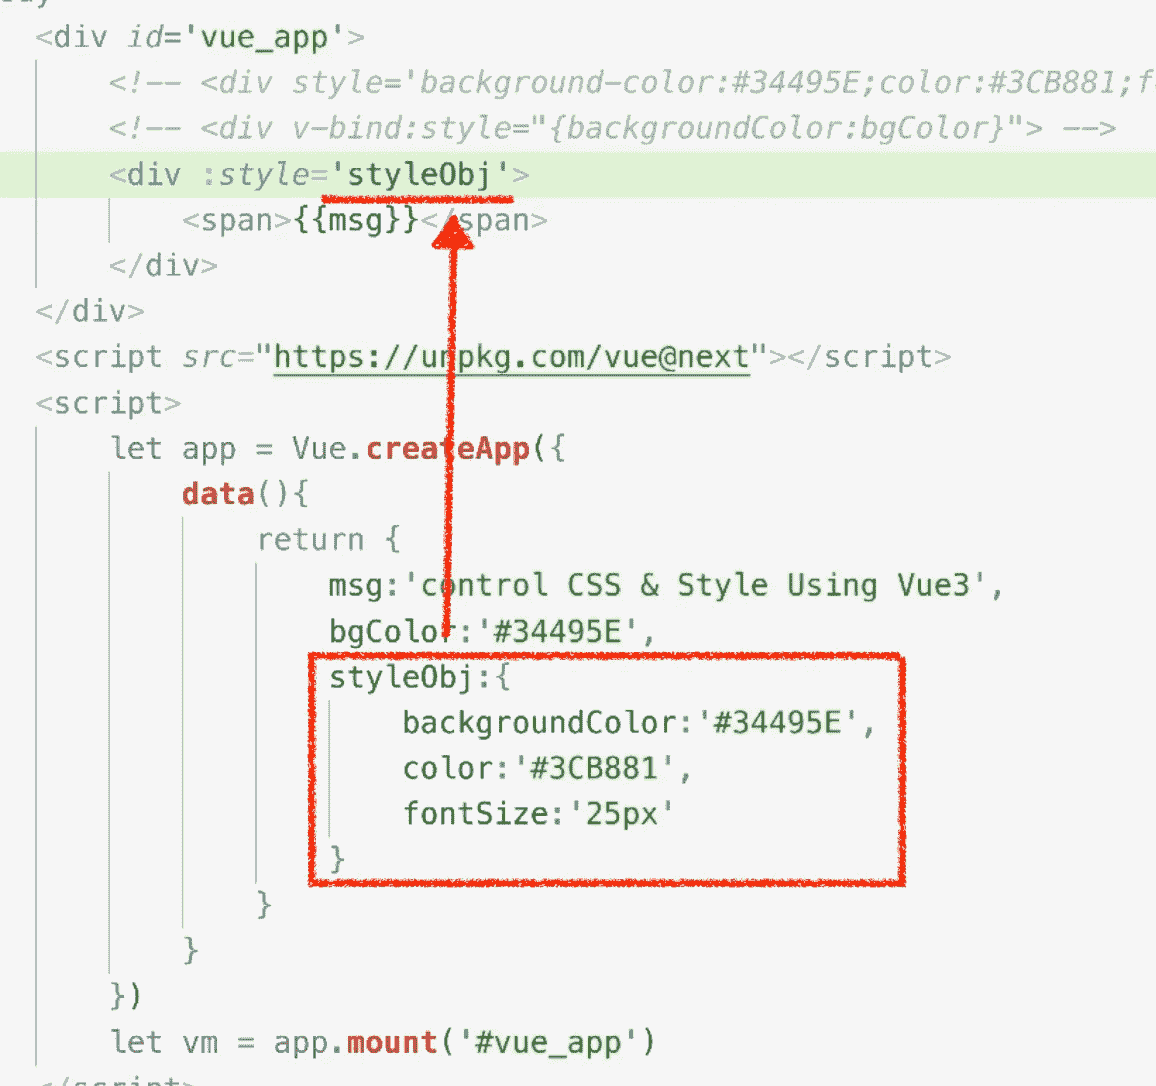 <div id='vue_app'>
<!-- <div style='background-color:#34495E;color:#3CB881;f
<!-- <div v-bind:style="{backgroundColor:bgColor}"> -->
<div :style='styleObj'>
<span>{{msg}}</span>
</div>
</div>
<script src="https://unpkg.com/vue@next"></script>
<script>
let app = Vue.createApp({
data(){
return {
msg:'control CSS & Style Using Vue3',
bgColor:'#34495E',
styleObj:{
backgroundColor:'#34495E',
color:'#3CB881',
fontSize:'25px'
}
}
}
})
let vm = app.mount('#vue_app')